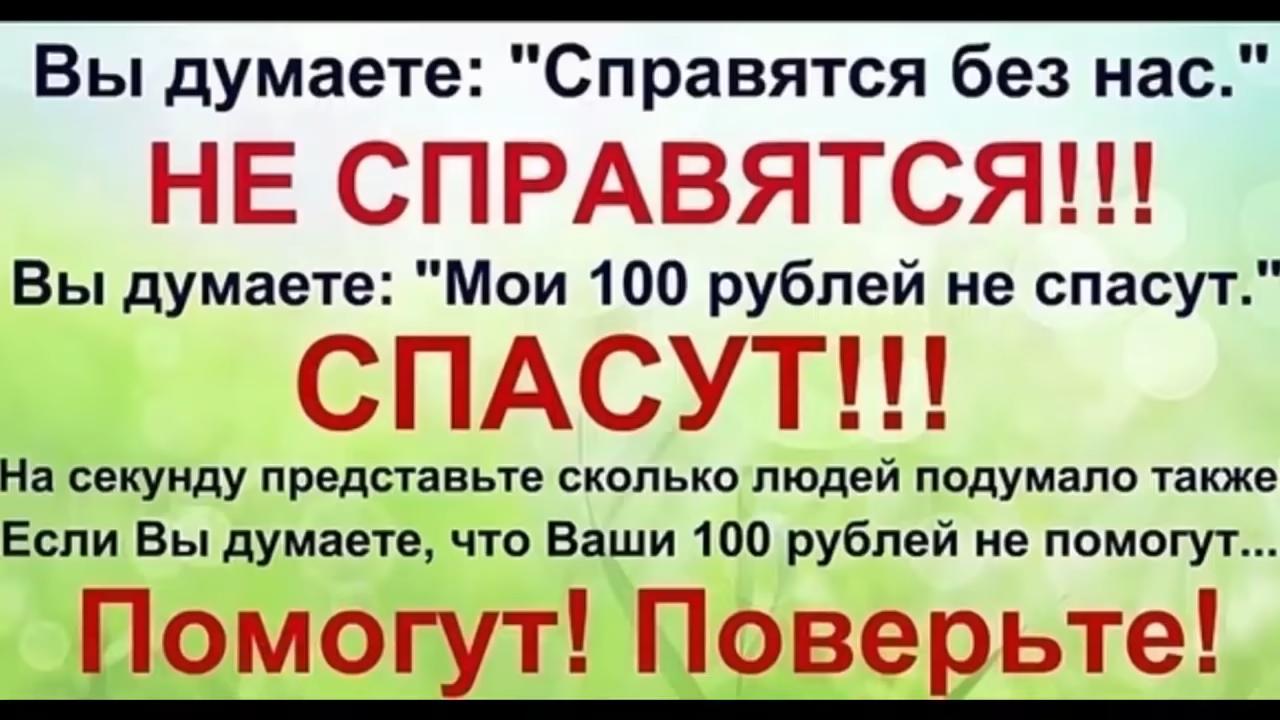 Вы думаете: "Справятся без нас."
НЕ СПРАВЯТСЯ!!!
Вы думаете: "Мои 100 рублей не спасут."
СПАСУТ!!!
На секунду представьте сколько людей подумало также
Если Вы думаете, что Ваши 100 рублей не помогут...
Помогут! Поверьте!